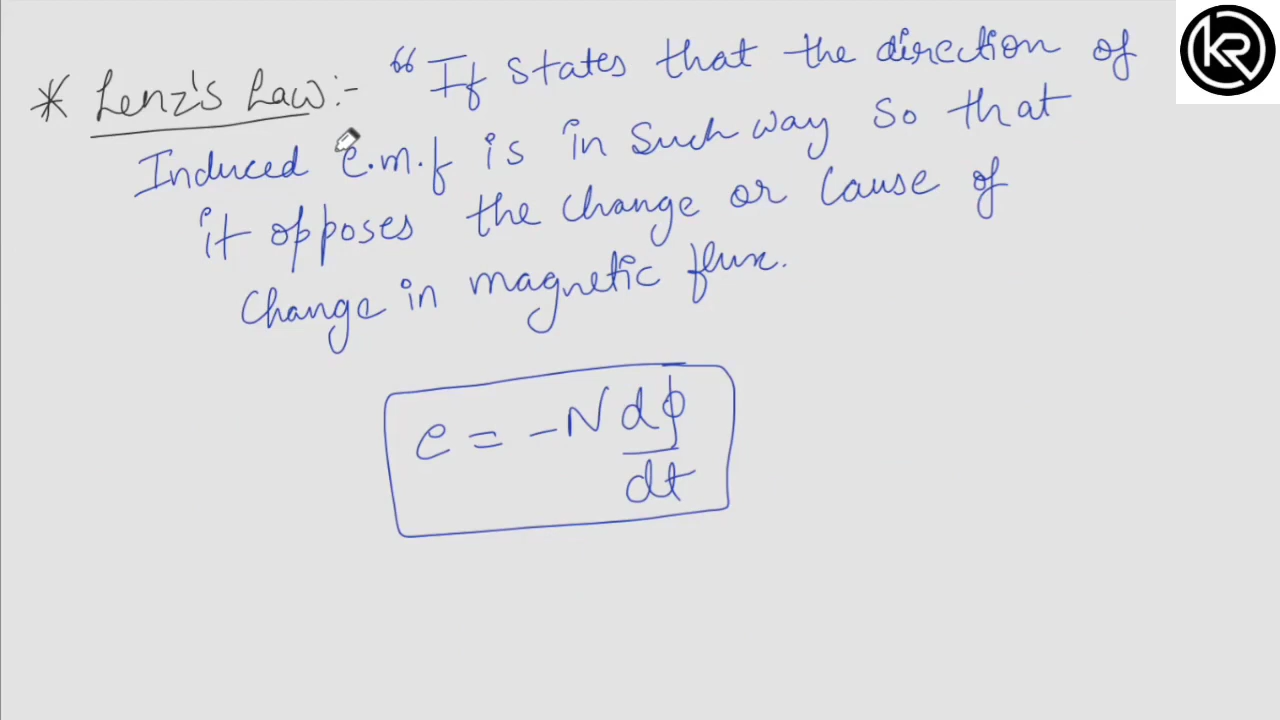 * Lenz's Law:- “ It states that the direction of
Induced e.m.f is in such way so that
it opposes the change or cause of
change in magnetic flux.
e = -N dϕ/dt
KR